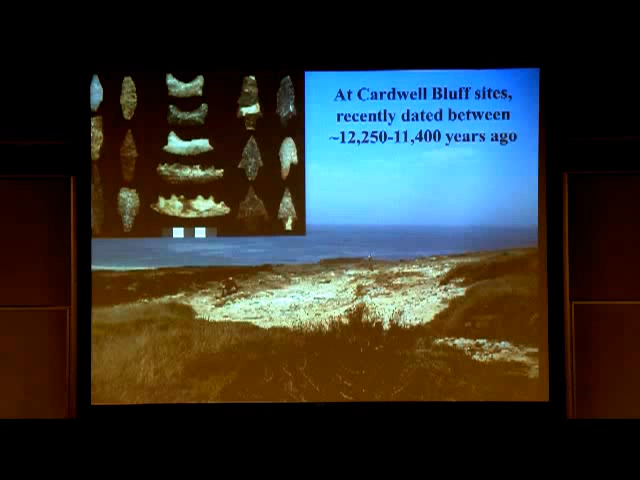 At Cardwell Bluff sites,
recently dated between
~12,250-11,400 years ago